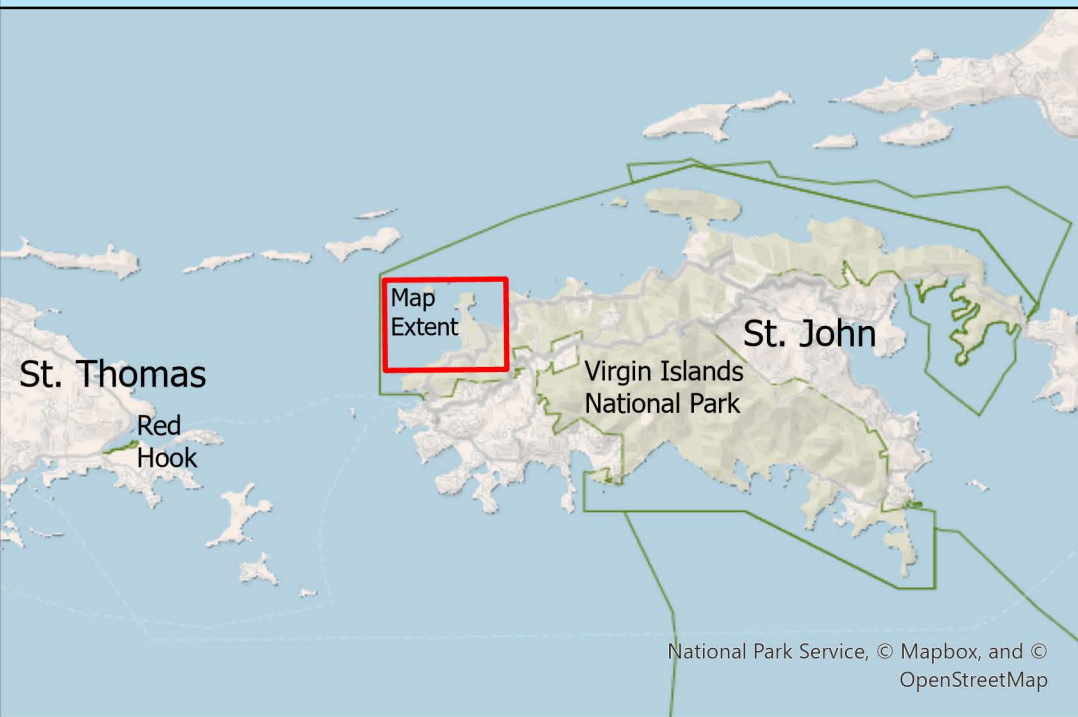 Map
Extent
St. John
St. Thomas
Virgin Islands
National Park
Red
Hook
National Park Service, © Mapbox, and ©
OpenStreetMap